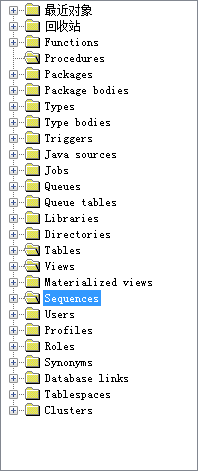 最近对象
回收站
Functions
Procedures
Packages
Package bodies
Types
Type bodies
Triggers
Java sources
Jobs
Queues
Queue tables
Libraries
Directories
Tables
Views
Materialized views
Sequences
Users
Profiles
Roles
Synonyms
Database links
Tablespaces
Clusters